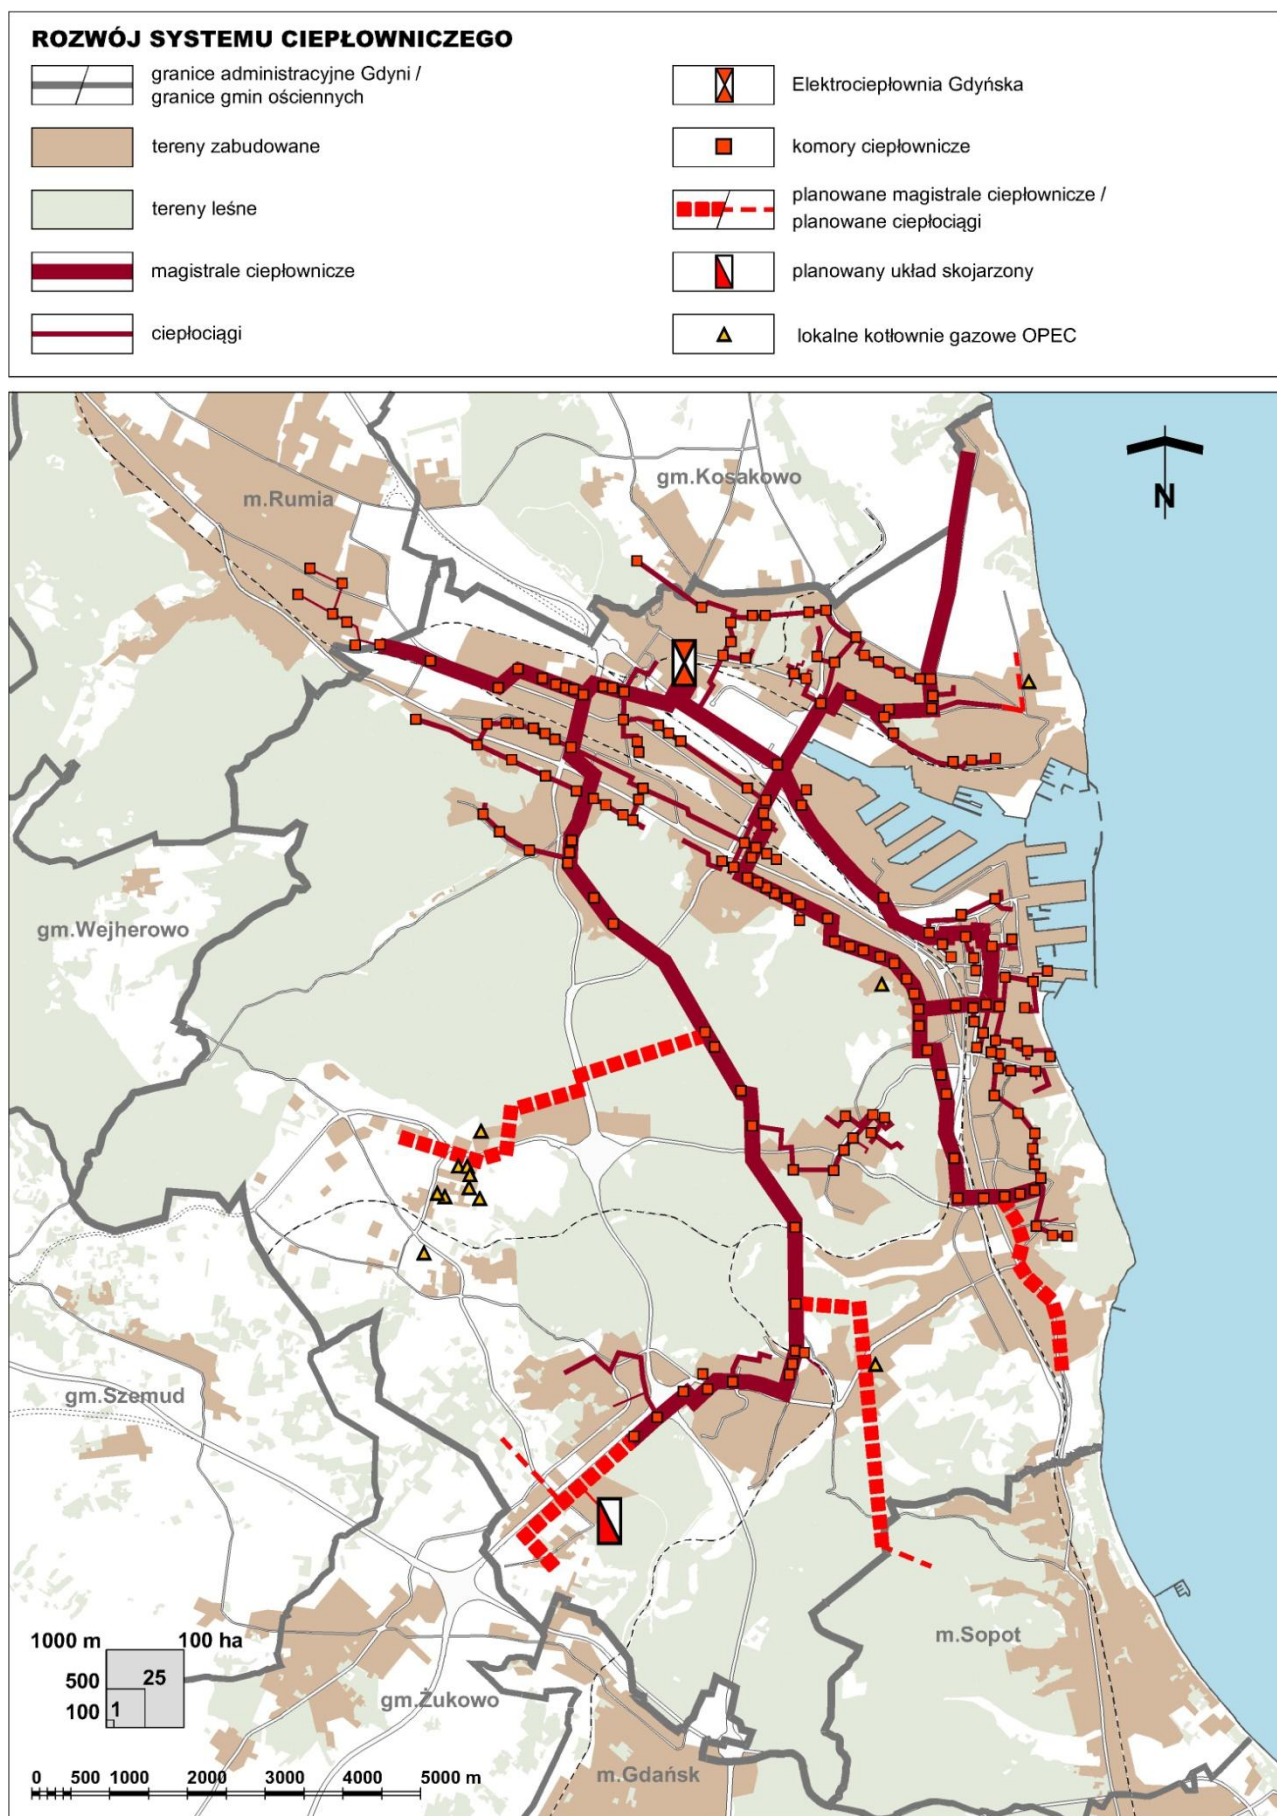 ROZWÓJ SYSTEMU CIEPŁOWNICZEGO
granice administracyjne Gdyni /
granice gmin ościennych
tereny zabudowane
tereny leśne
magistrale ciepłownicze
ciepłociągi
Elektrociepłownia Gdyńska
komory ciepłownicze
planowane magistrale ciepłownicze /
planowane ciepłociągi
planowany układ skojarzony
lokalne kotłownie gazowe OPEC
gm.Kosakowo
m.Rumia
N
gm.Wejherowo
gm.Szemud
m.Sopot
gm.Żukowo
m.Gdańsk
1000 m 100 ha
500 25
100 1
0 500 1000 2000 3000 4000 5000 m